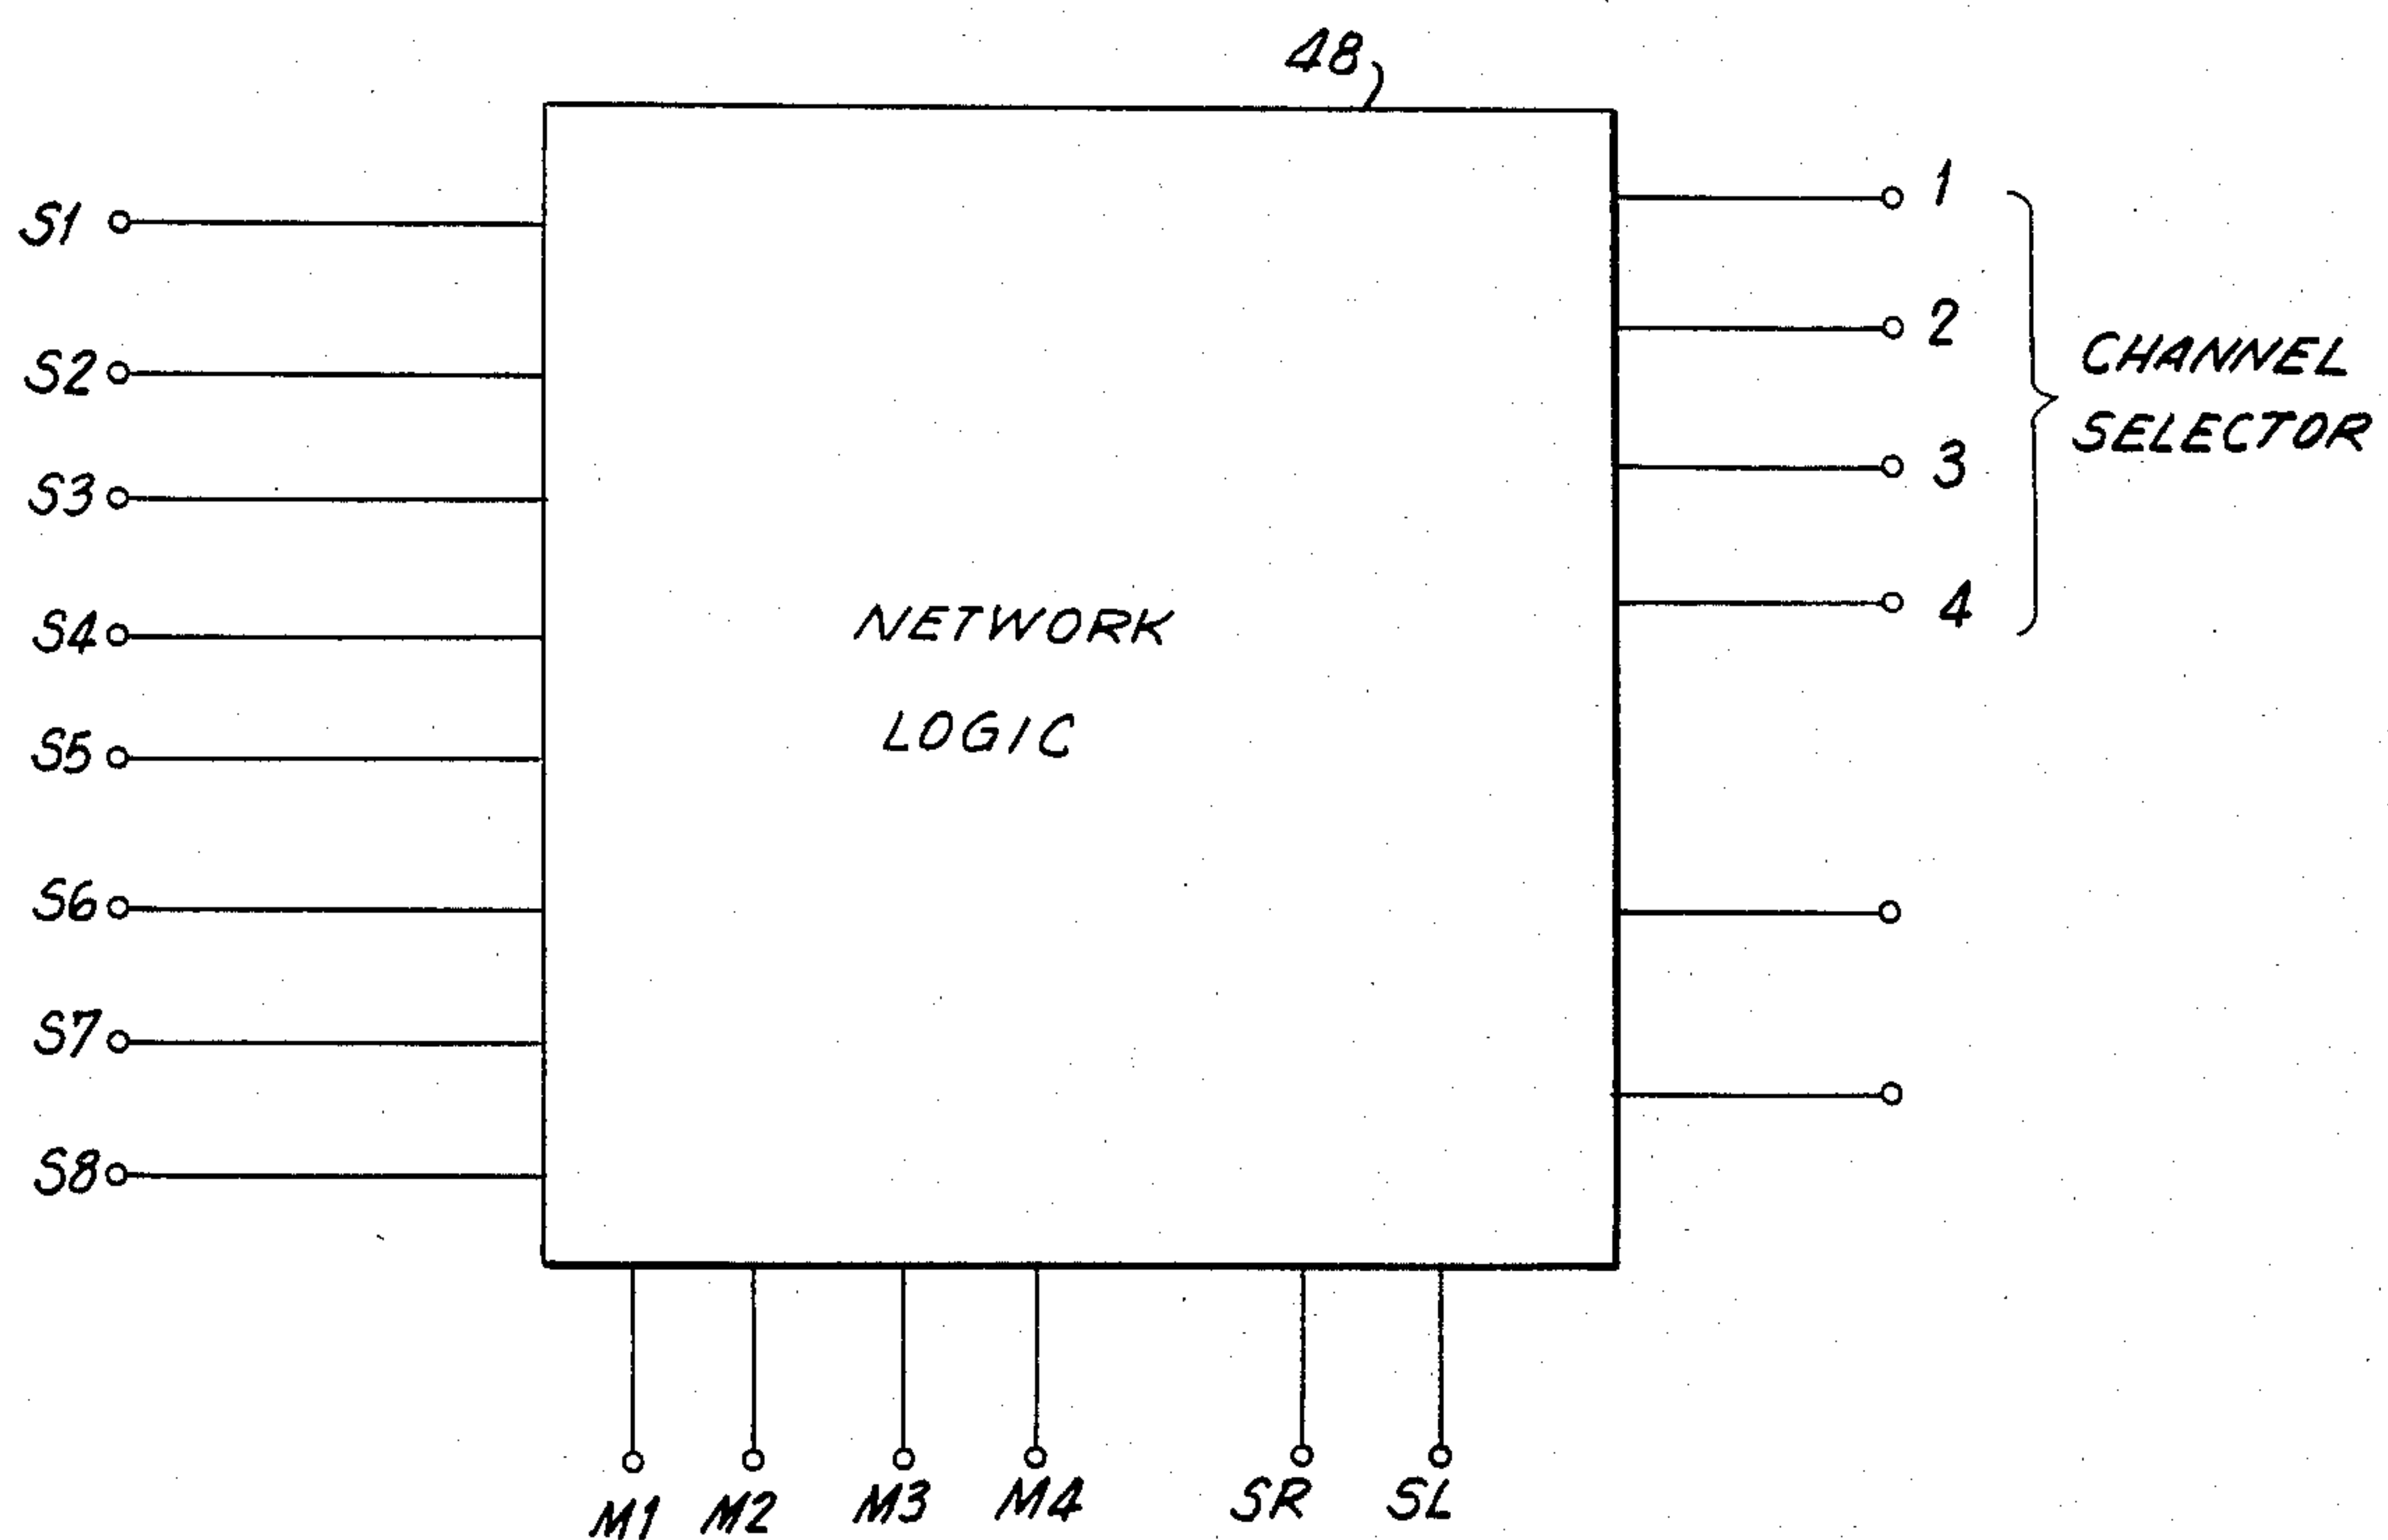 48
S1
S2
S3
S4
S5
S6
S7
S8
NETWORK
LOGIC
1
2
3
4
CHANNEL
SELECTOR
M1
M2
M3
M4
SR
SL